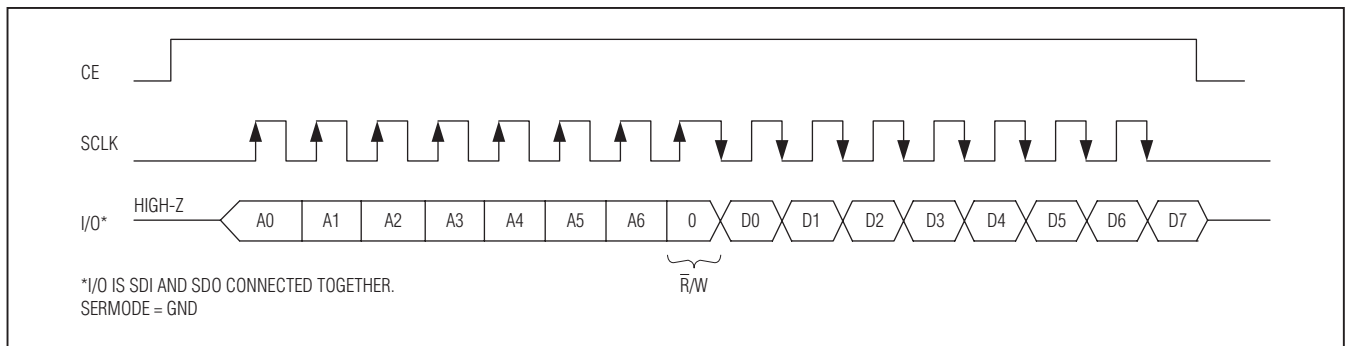 CE
SCLK
I/O*
HIGH-Z
A0 A1 A2 A3 A4 A5 A6 0 D0 D1 D2 D3 D4 D5 D6 D7
R̅/W
*I/O IS SDI AND SDO CONNECTED TOGETHER.
SERMODE = GND